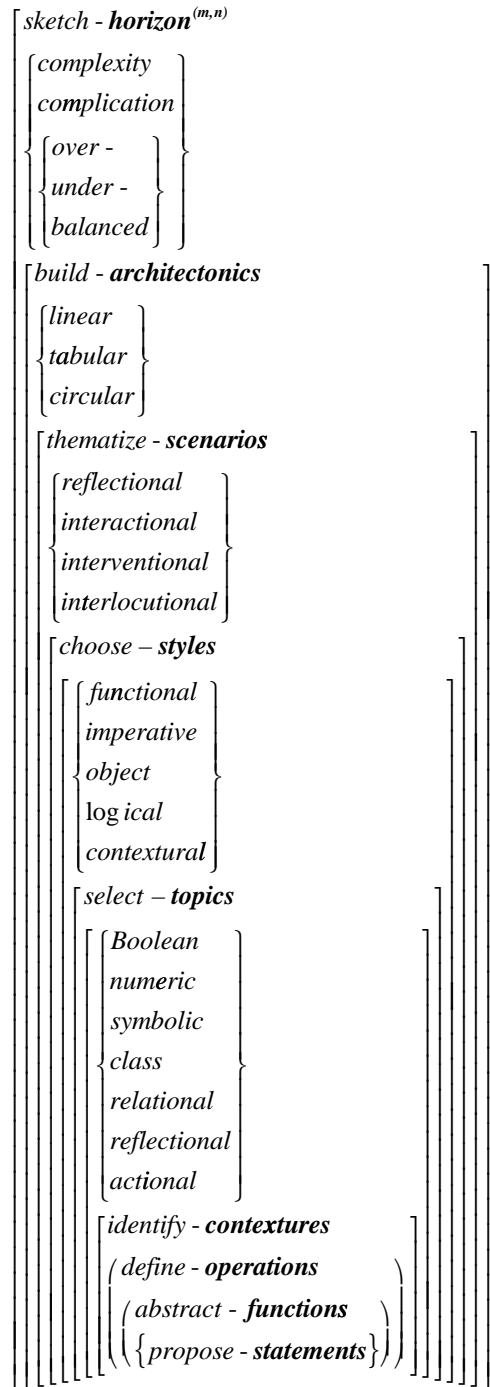 sketch - horizon(m,n)
complexity
complication
over -
under -
balanced
build - architectonics
linear
tabular
circular
thematize - scenarios
reflectional
interactional
interventional
interlocutional
choose – styles
functional
imperative
object
log ical
contextural
select – topics
Boolean
numeric
symbolic
class
relational
reflectional
actional
identify - contextures
define - operations
abstract - functions
{propose - statements}